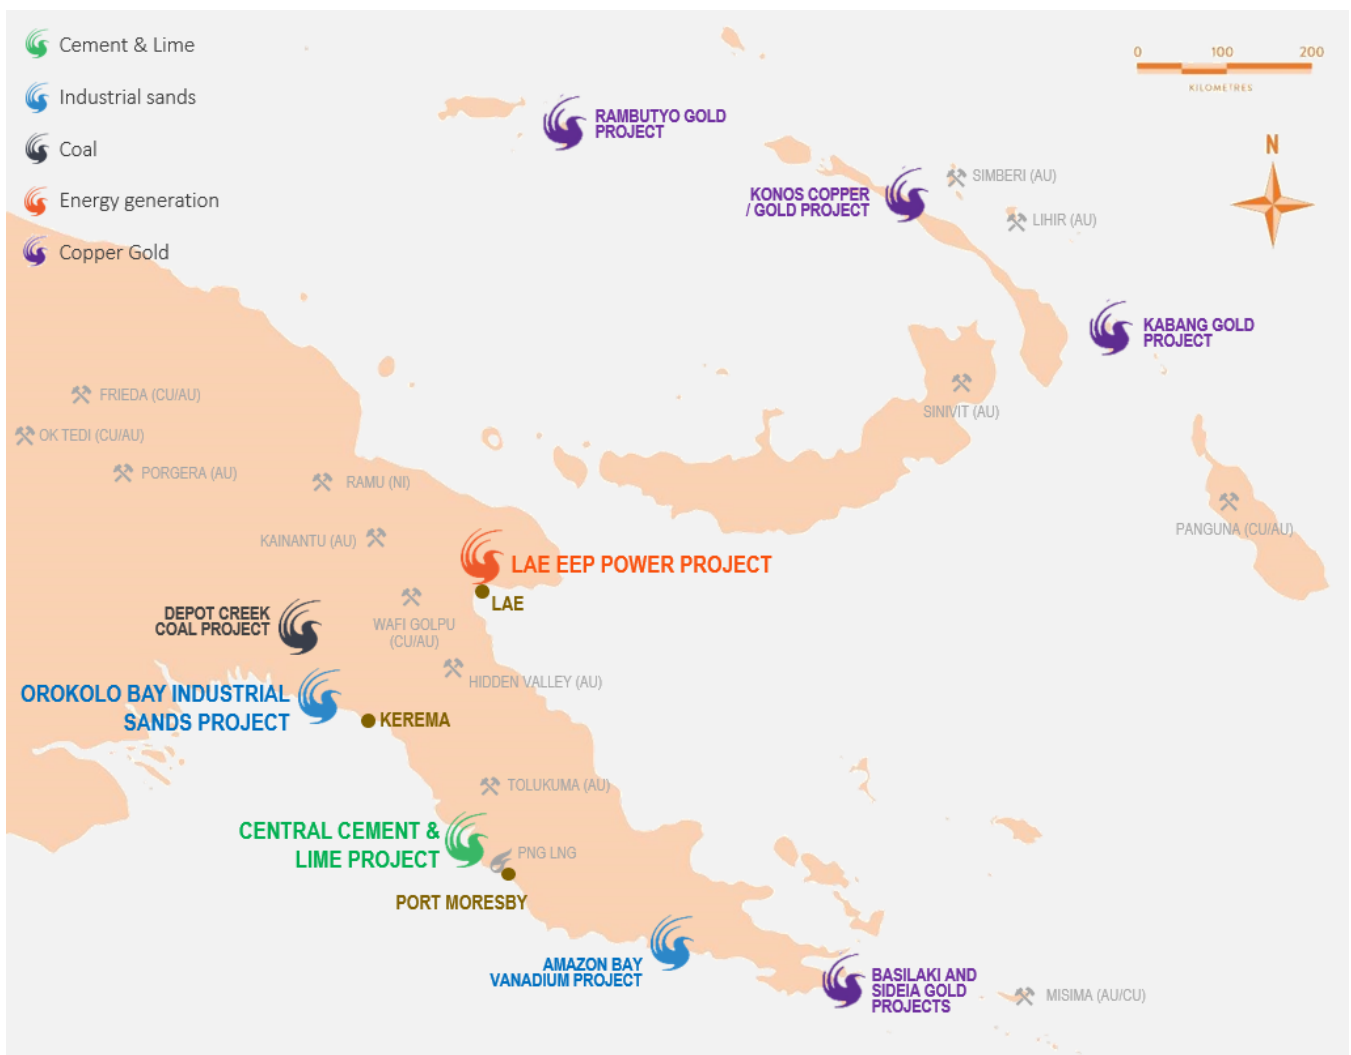 Cement & Lime
Industrial sands
Coal
Energy generation
Copper Gold
0 100 200
KILOMETRES
N
RAMBUTYO GOLD
PROJECT
KONOS COPPER
/ GOLD PROJECT
SIMBERI (AU)
LIHIR (AU)
KABANG GOLD
PROJECT
FRIEDA (CU/AU)
OK TEDI (CU/AU)
PORGERA (AU)
RAMU (NI)
SINIVIT (AU)
PANGUNA (CU/AU)
KAINANTU (AU)
LAE EEP POWER PROJECT
LAE
DEPOT CREEK
COAL PROJECT
WAFI GOLPU
(CU/AU)
HIDDEN VALLEY (AU)
OROKOLO BAY INDUSTRIAL
SANDS PROJECT
KEREMA
TOLUKUMA (AU)
CENTRAL CEMENT &
LIME PROJECT
PNG LNG
PORT MORESBY
AMAZON BAY
VANADIUM PROJECT
BASILAKI AND
SIDEIA GOLD
PROJECTS
MISIMA (AU/CU)